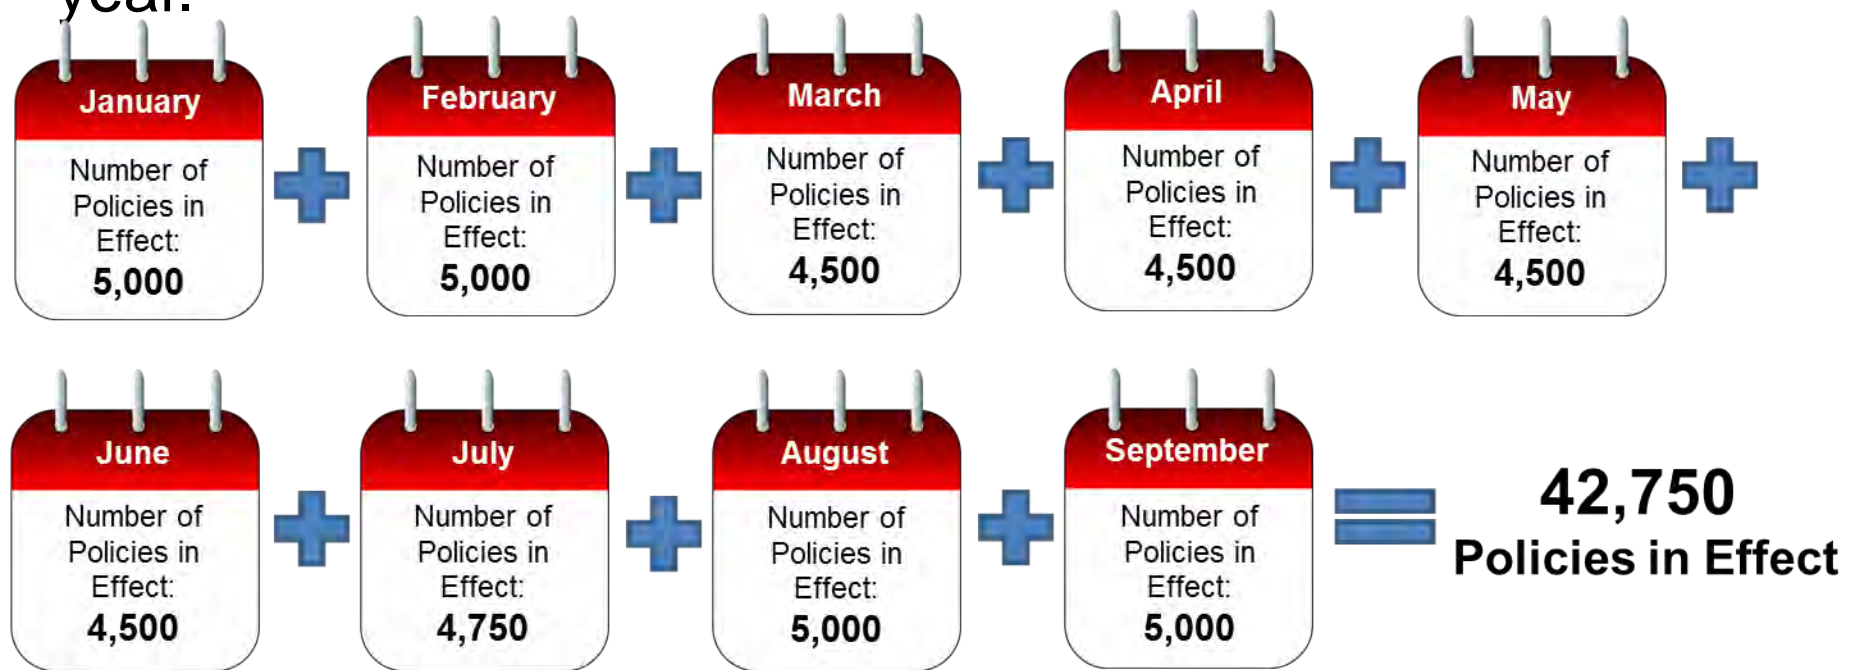 year.
January
Number of
Policies in
Effect:
5,000
February
Number of
Policies in
Effect:
5,000
March
Number of
Policies in
Effect:
4,500
April
Number of
Policies in
Effect:
4,500
May
Number of
Policies in
Effect:
4,500
June
Number of
Policies in
Effect:
4,500
July
Number of
Policies in
Effect:
4,750
August
Number of
Policies in
Effect:
5,000
September
Number of
Policies in
Effect:
5,000
42,750
Policies in Effect